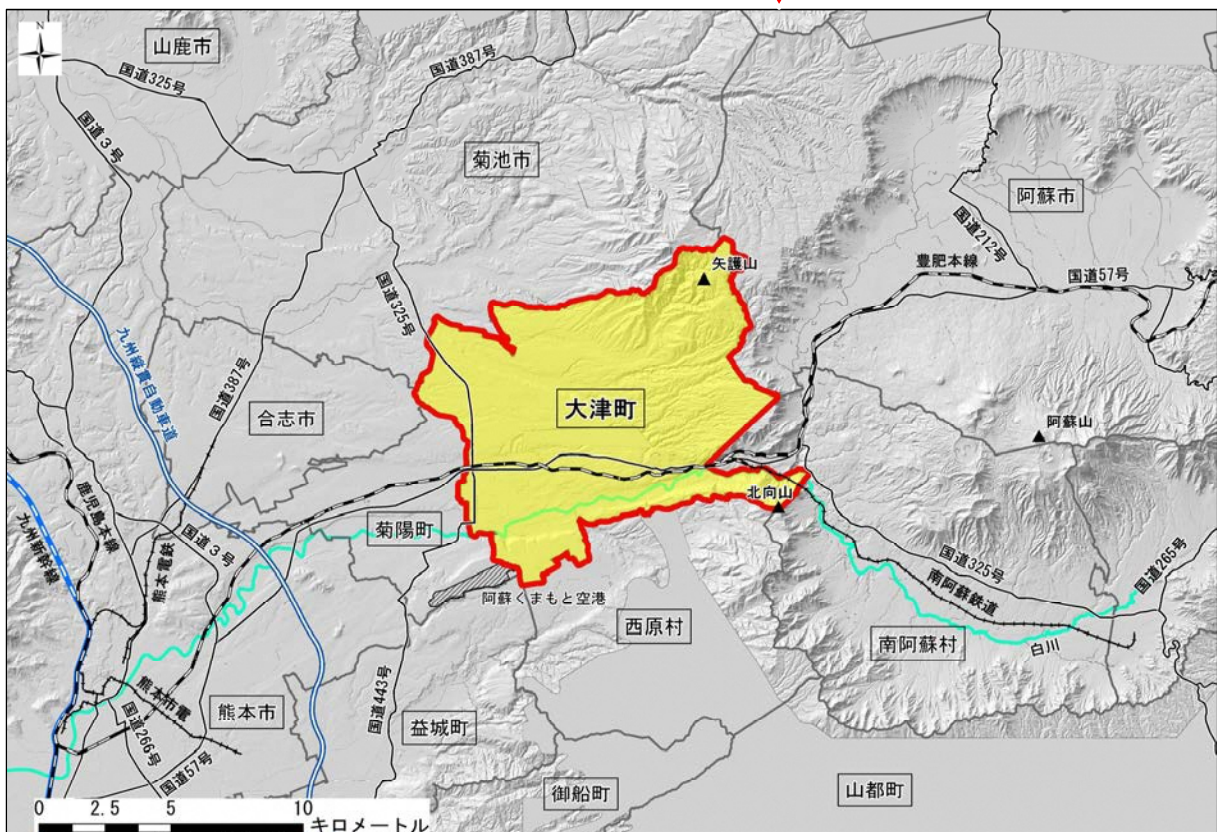 N
山鹿市
国道325号
国道387号
国道3号
菊池市
阿蘇市
国道212号
矢護山
豊肥本線
国道57号
国道325号
九州縦貫自動車道
国道387号
大津町
合志市
阿蘇山
鹿児島本線
北向山
九州新幹線
国道3号
菊陽町
熊本電鉄
国道325号
国道265号
阿蘇くまもと空港
南阿蘇鉄道
西原村
南阿蘇村
白川
熊本市電
熊本市
国道443号
益城町
国道266号
国道57号
御船町
山都町
0 2.5 5 10
キロメートル